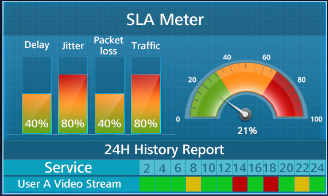 SLA Meter
Delay Jitter Packet loss Traffic
40% 80% 40% 80%
0 20 40 60 80 100
21%
24H History Report
Service 2 4 6 8 10 12 14 16 18 20 22 24
User A Video Stream